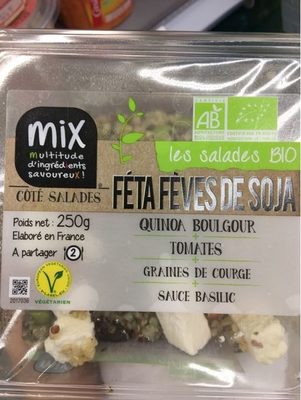 mix
multitude
d'ingrédients
savoureux!
CÔTÉ SALADES
AB
AGRICULTURE
BIOLOGIQUE
les salades BIO
FÉTA FÈVES DE SOJA
Poids net : 250g
Elaboré en France
A partager 2
QUINOA BOULGOUR
+
TOMATES
+
GRAINES DE COURGE
+
SAUCE BASILIC
VÉGÉTARIEN